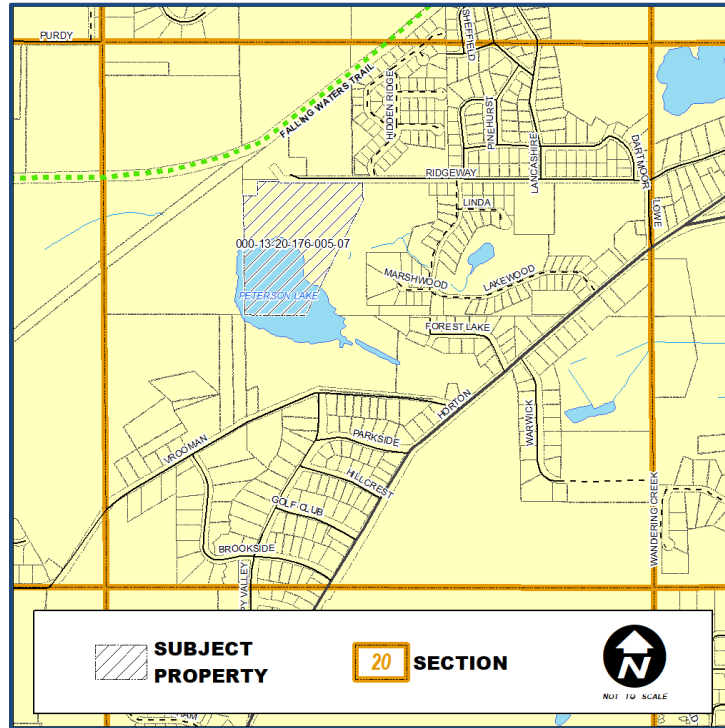 PURDY
SHEFFIELD
FALLING WATERS TRAIL
HIDDEN RIDGE
PINEHURST
LANCASHIRE
DARTMOOR
RIDGEWAY
LINDA
LOWE
000-13-20-176-005-07
MARSHWOOD
LAKEWOOD
PETERSON LAKE
FOREST LAKE
HORTON
WARWICK
VROOMAN
PARKSIDE
HILLCREST
GOLF CLUB
WANDERING CREEK
BROOKSIDE
PY VALLEY
SUBJECT
PROPERTY
20 SECTION
N
NOT TO SCALE